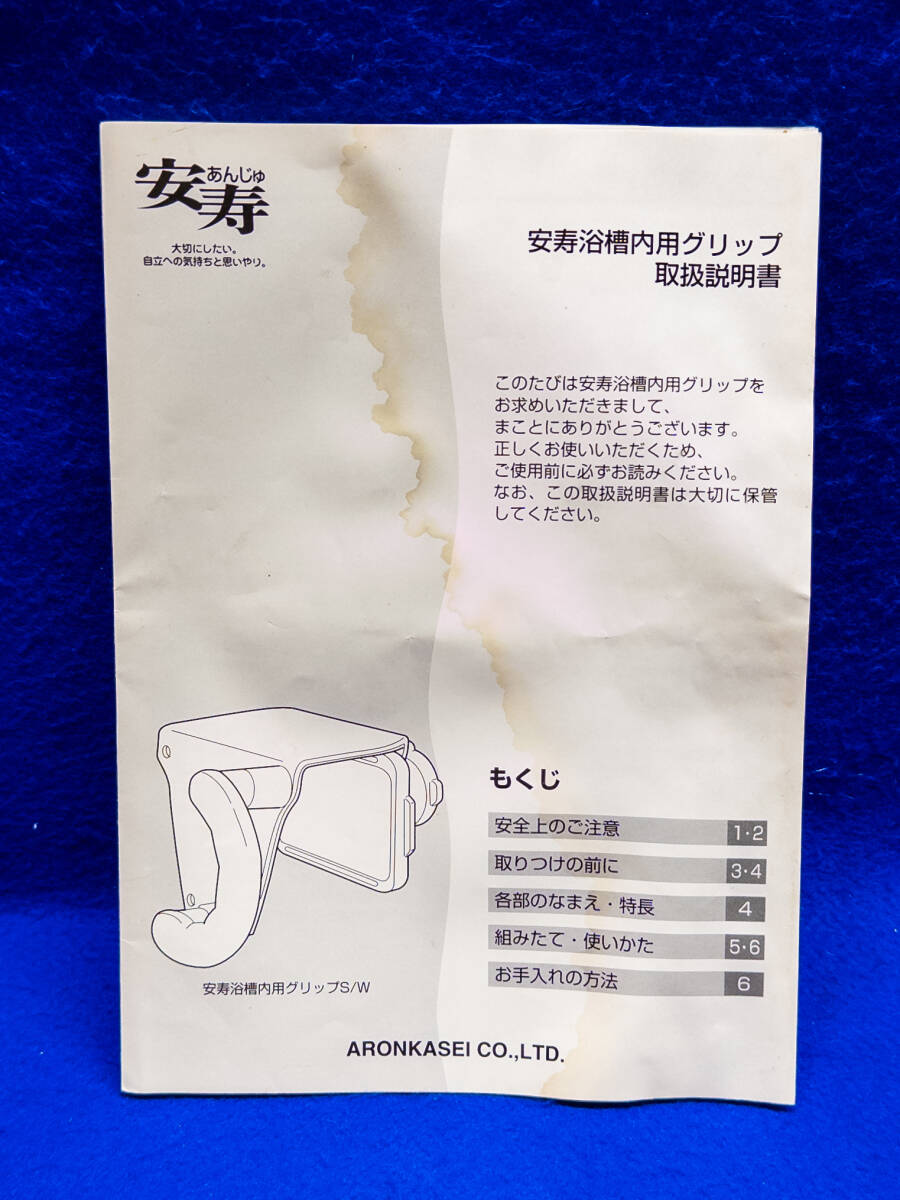 あんじゅ
安寿
大切にしたい。
自立への気持ちと思いやり。
安寿浴槽内用グリップ
取扱説明書
このたびは安寿浴槽内用グリップを
お求めいただきまして、
まことにありがとうございます。
正しくお使いいただくため、
ご使用前に必ずお読みください。
なお、この取扱説明書は大切に保管
してください。
もくじ
安全上のご注意 1・2
取りつけの前に 3・4
各部のなまえ・特長 4
組みたて・使いかた 5・6
お手入れの方法 6
安寿浴槽内用グリップS/W
ARONKASEI CO.,LTD.